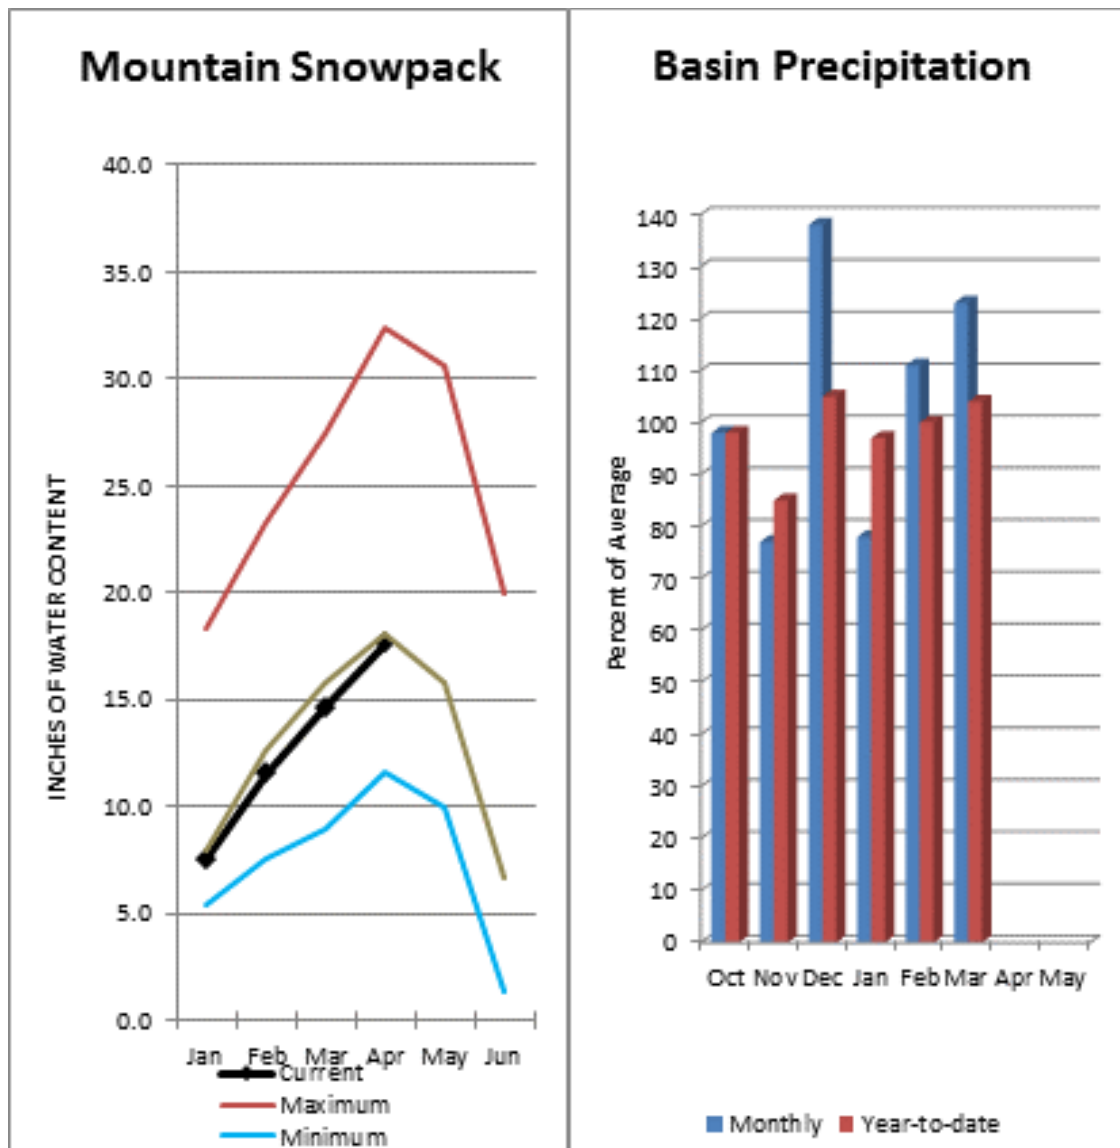 Mountain Snowpack
INCHES OF WATER CONTENT
40.0
35.0
30.0
25.0
20.0
15.0
10.0
5.0
0.0
Jan Feb Mar Apr May Jun
Current
Maximum
Minimum
Basin Precipitation
Percent of Average
140
130
120
110
100
90
80
70
60
50
40
30
20
10
0
Oct Nov Dec Jan Feb Mar Apr May
Monthly Year-to-date